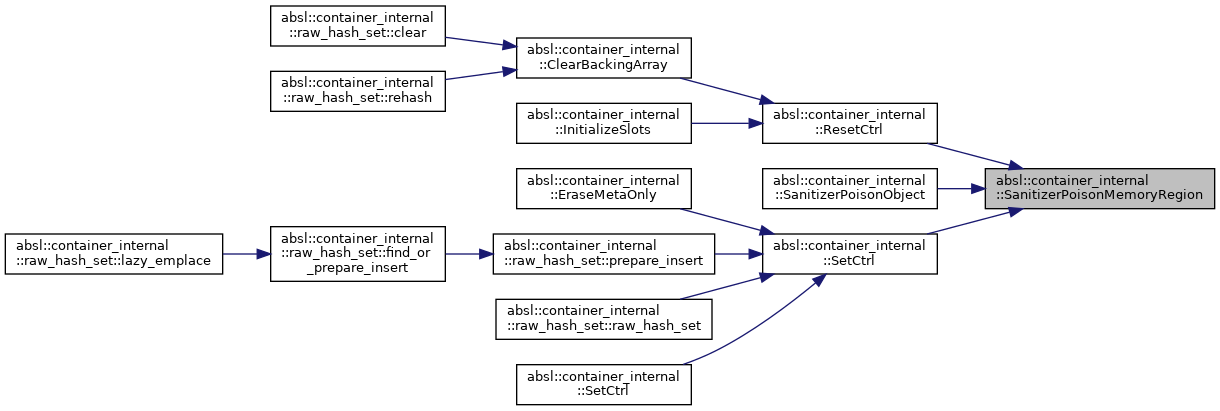 absl::container_internal
::raw_hash_set::clear
absl::container_internal
::ClearBackingArray
absl::container_internal
::raw_hash_set::rehash
absl::container_internal
::InitializeSlots
absl::container_internal
::ResetCtrl
absl::container_internal
::EraseMetaOnly
absl::container_internal
::SanitizerPoisonObject
absl::container_internal
::SanitizerPoisonMemoryRegion
absl::container_internal
::raw_hash_set::lazy_emplace
absl::container_internal
::raw_hash_set::find_or
_prepare_insert
absl::container_internal
::raw_hash_set::prepare_insert
absl::container_internal
::SetCtrl
absl::container_internal
::raw_hash_set::raw_hash_set
absl::container_internal
::SetCtrl